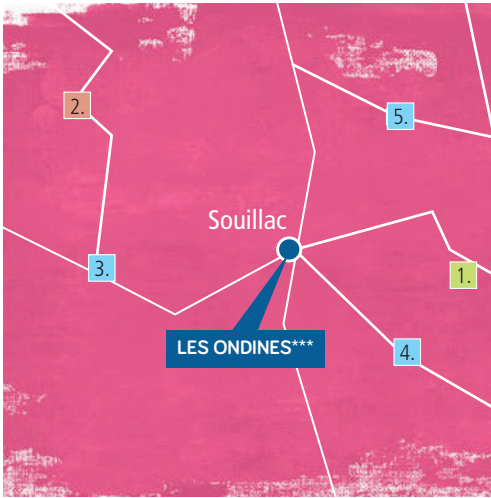 2.
5.
Souillac
3.
1.
LES ONDINES***
4.